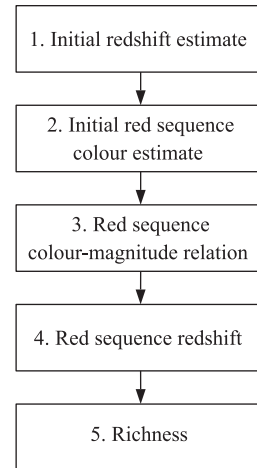 1. Initial redshift estimate
2. Initial red sequence
colour estimate
3. Red sequence
colour-magnitude relation
4. Red sequence redshift
5. Richness